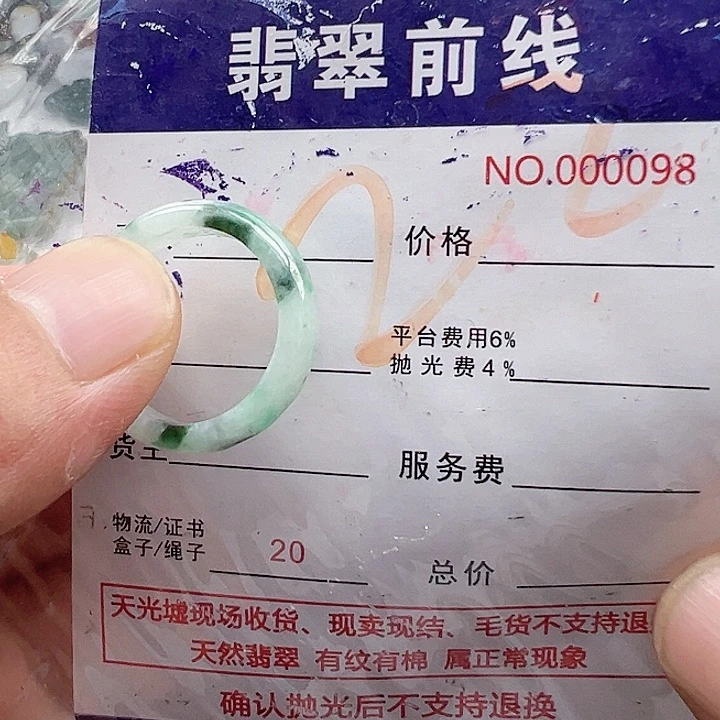 翡翠前线
NO.000098
价格
平台费用6%
抛光费4%
服务费
物流/证书
盒子/绳子
20
总价
天光墟现场收货、现卖现结、毛货不支持退
天然翡翠 有纹有棉 属正常现象
确认抛光后不支持退换